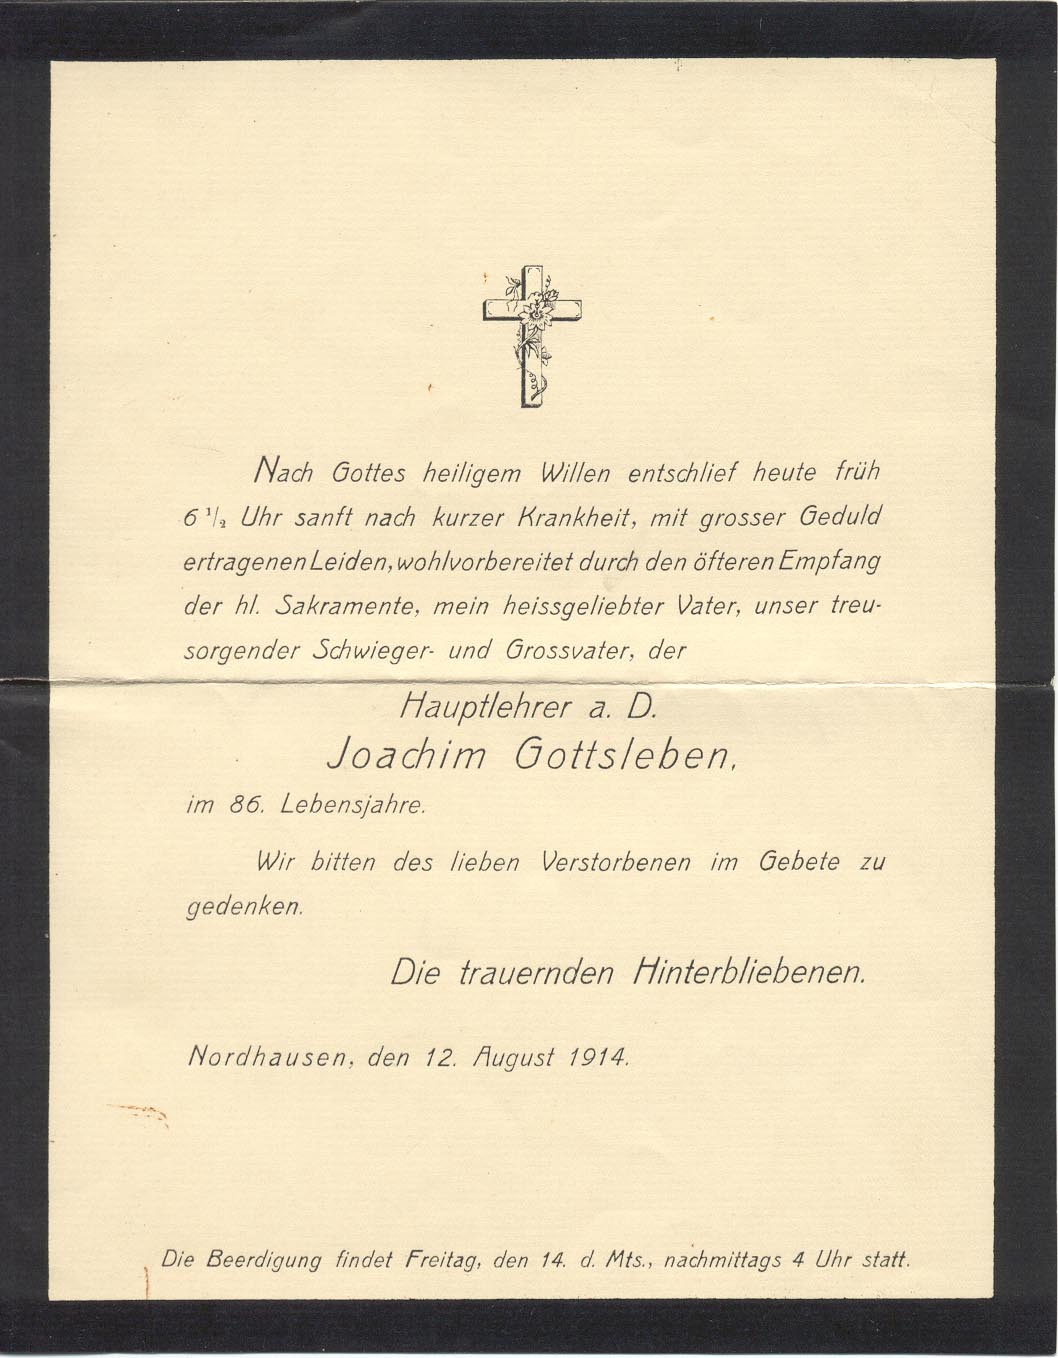 Nach Gottes heiligem Willen entschlief heute früh
6 1/2 Uhr sanft nach kurzer Krankheit, mit grosser Geduld
ertragenen Leiden, wohlvorbereitet durch den öfteren Empfang
der hl. Sakramente, mein heissgeliebter Vater, unser treu-
sorgender Schwieger- und Grossvater, der
Hauptlehrer a. D.
Joachim Gottsleben,
im 86. Lebensjahre.
Wir bitten des lieben Verstorbenen im Gebete zu
gedenken.
Die trauernden Hinterbliebenen.
Nordhausen, den 12. August 1914.
Die Beerdigung findet Freitag, den 14. d. Mts., nachmittags 4 Uhr statt.